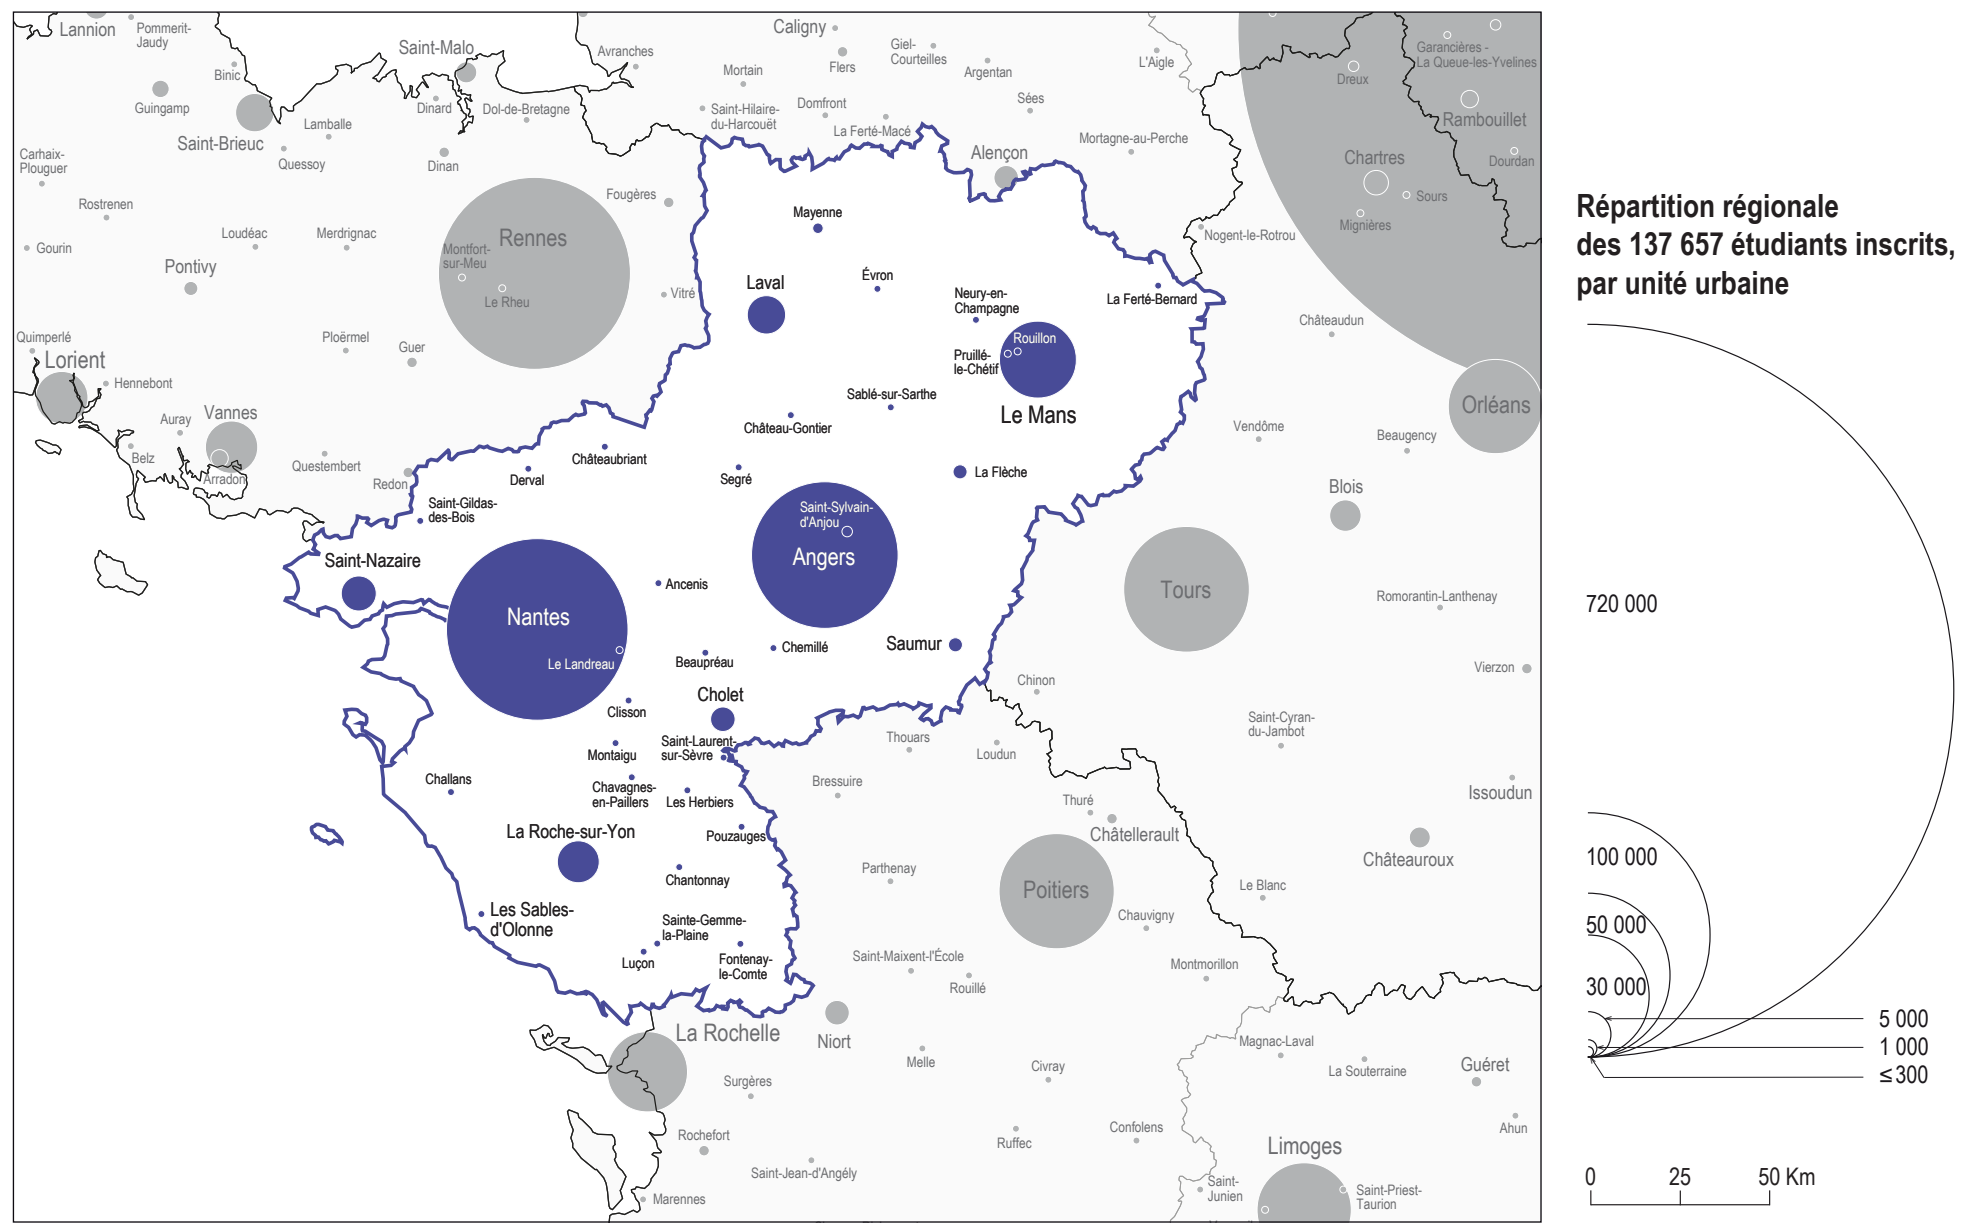 Lannion
Pommerit-
Jaudy
Binic
Guingamp
Saint-Brieuc
Lamballe
Quessoy
Carhaix-
Plouguer
Rostrenen
Gourin
Loudéac
Merdrignac
Pontivy
Quimperlé
Lorient
Hennebont
Ploërmel
Guer
Auray
Vannes
Belz
Arradon
Questembert
Redon
Saint-Malo
Dinard
Dol-de-Bretagne
Dinan
Rennes
Montfort-
sur-Meu
Le Rheu
Fougères
Vitré
Avranches
Mortain
Saint-Hilaire-
du-Harcouët
Caligny
Flers
Giel-
Courteilles
Argentan
Domfront
La Ferté-Macé
Sées
Alençon
Mortagne-au-Perche
L'Aigle
Garancières -
La Queue-les-Yvelines
Dreux
Rambouillet
Dourdan
Chartres
Sours
Mignières
Nogent-le-Rotrou
Châteaudun
Orléans
Vendôme
Beaugency
Blois
Tours
Romorantin-Lanthenay
Vierzon
Chinon
Saint-Cyran-
du-Jambot
Issoudun
Châteauroux
Le Blanc
Mayenne
Laval
Évron
Neury-en-
Champagne
La Ferté-Bernard
Rouillon
Pruillé-
le-Chétif
Le Mans
Sablé-sur-Sarthe
Château-Gontier
La Flèche
Châteaubriant
Derval
Segré
Saint-Gildas-
des-Bois
Saint-Sylvain-
d'Anjou
Angers
Saint-Nazaire
Nantes
Le Landreau
Ancenis
Chemillé
Saumur
Beaupréau
Cholet
Clisson
Saint-Laurent-
sur-Sèvre
Montaigu
Chavagnes-
en-Paillers
Les Herbiers
Challans
Pouzauges
La Roche-sur-Yon
Chantonnay
Les Sables-
d'Olonne
Sainte-Gemme-
la-Plaine
Luçon
Fontenay-
le-Comte
Thouars
Loudun
Bressuire
Thuré
Châtellerault
Parthenay
Poitiers
Chauvigny
Saint-Maixent-l'École
Rouillé
Montmorillon
La Rochelle
Niort
Melle
Civray
Surgères
Rochefort
Saint-Jean-d'Angély
Marennes
Ruffec
Confolens
Magnac-Laval
La Souterraine
Guéret
Ahun
Limoges
Saint-
Junien
Saint-Priest-
Taurion
Répartition régionale
des 137 657 étudiants inscrits,
par unité urbaine
720 000
100 000
50 000
30 000
5 000
1 000
≤300
0 25 50 Km